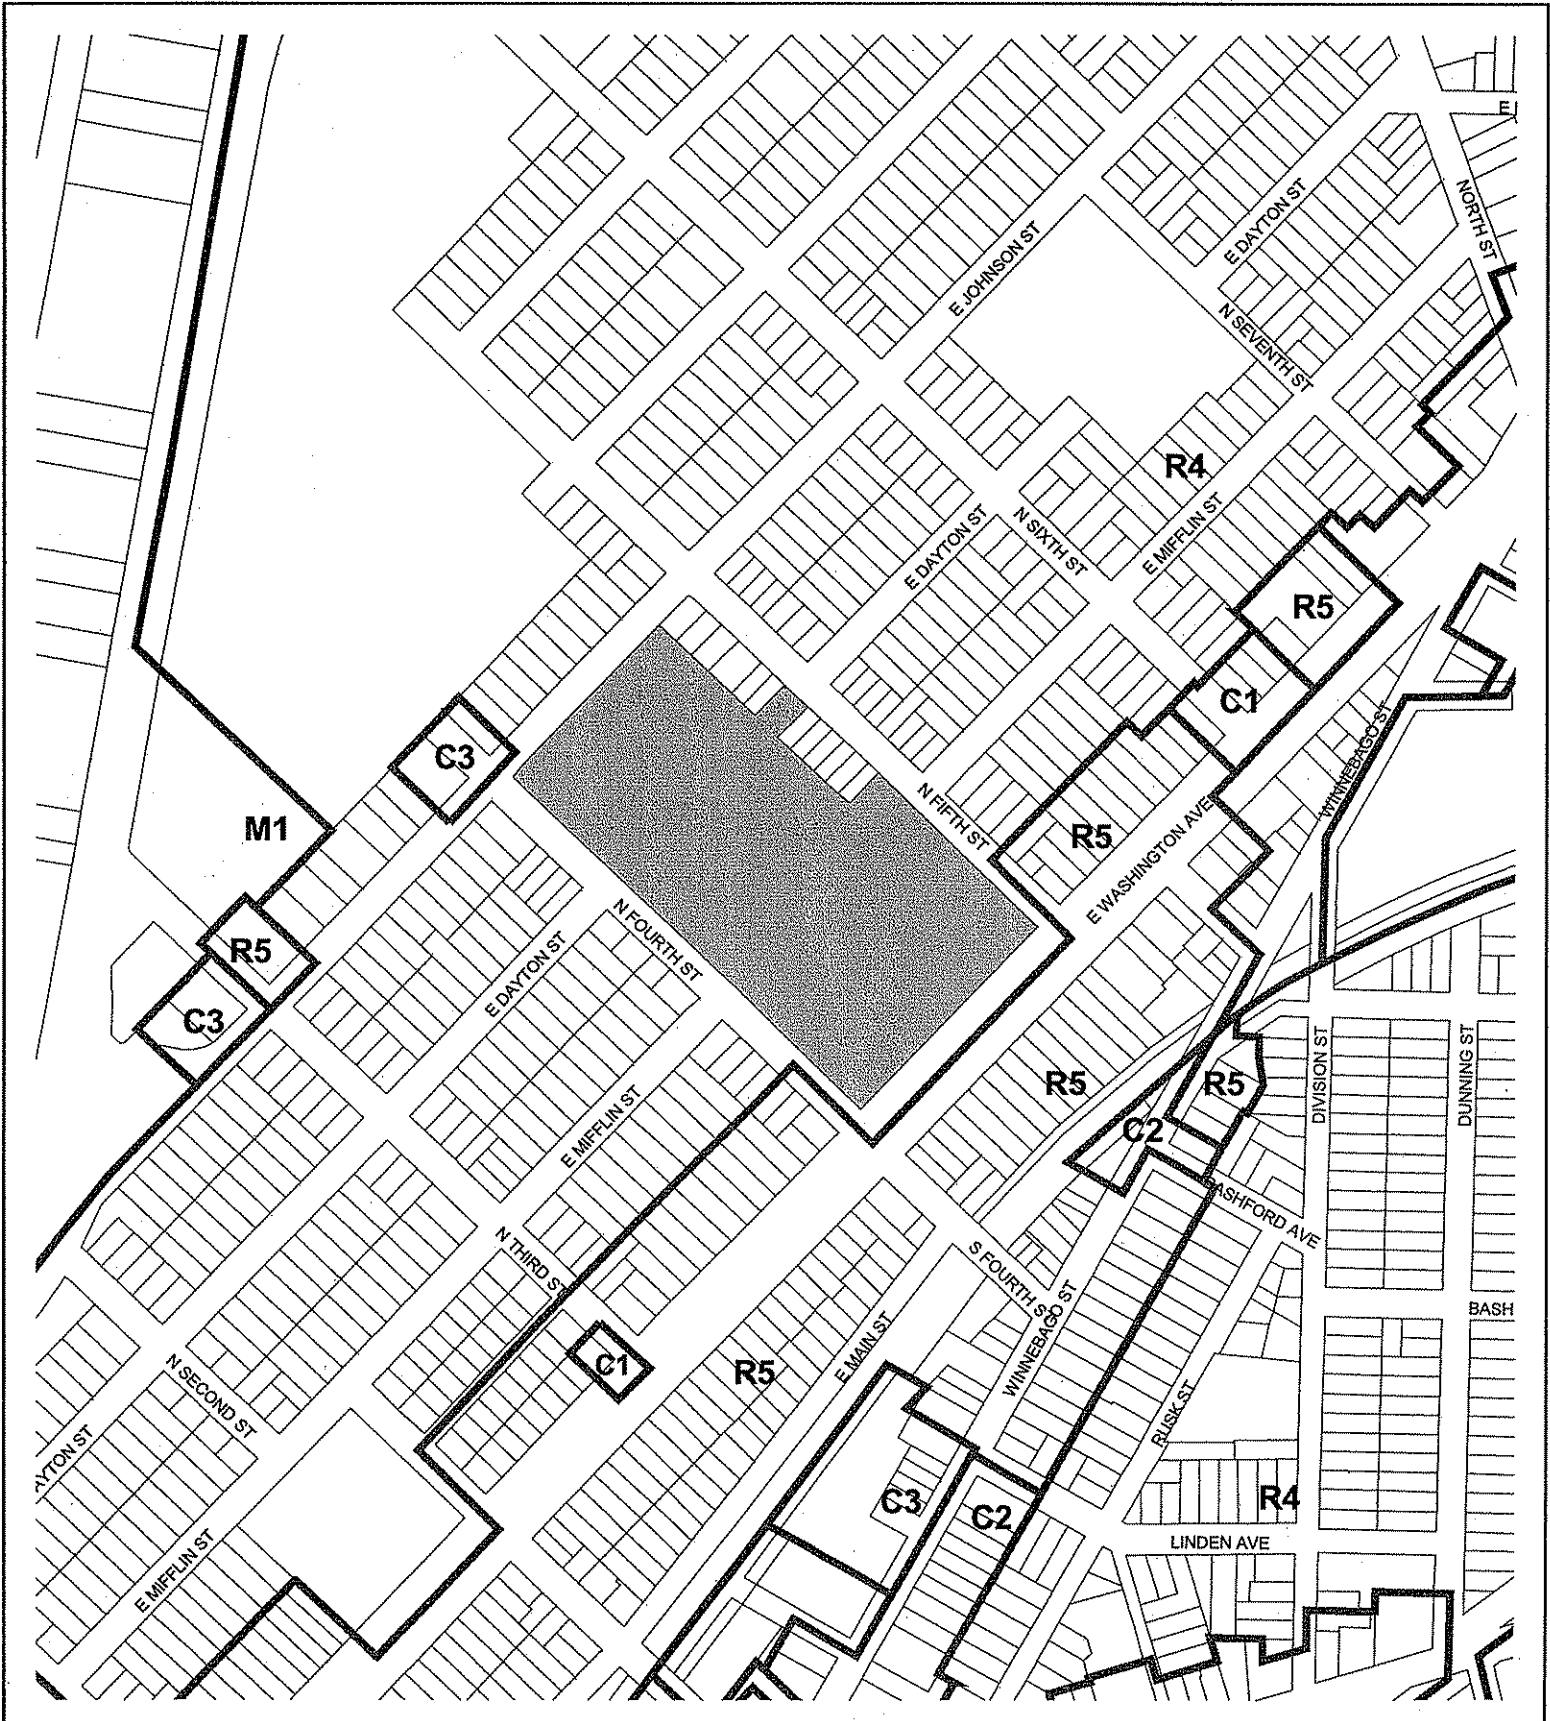 E
NORTH ST
E DAYTON ST
E JOHNSON ST
N SEVENTH ST
R4
E DAYTON ST
N SIXTH ST
E MIFFLIN ST
R5
C1
WINNEBAGO ST
C3
M1
N FIFTH ST
R5
E WASHINGTON AVE
N FOURTH ST
R5
E DAYTON ST
C3
R5
R5
DIVISION ST
DUNNING ST
E MIFFLIN ST
C2
ASHFORD AVE
N THIRD ST
S FOURTH ST
WINNEBAGO ST
BASH
C1
R5
E MAIN ST
N SECOND ST
RUSK ST
AYTON ST
C3
C2
R4
LINDEN AVE
E MIFFLIN ST